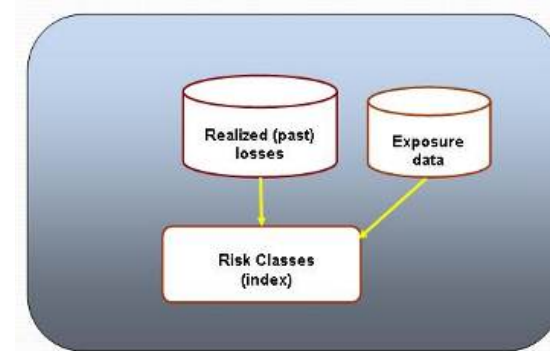 Realized (past)
losses
Exposure
data
Risk Classes
(index)